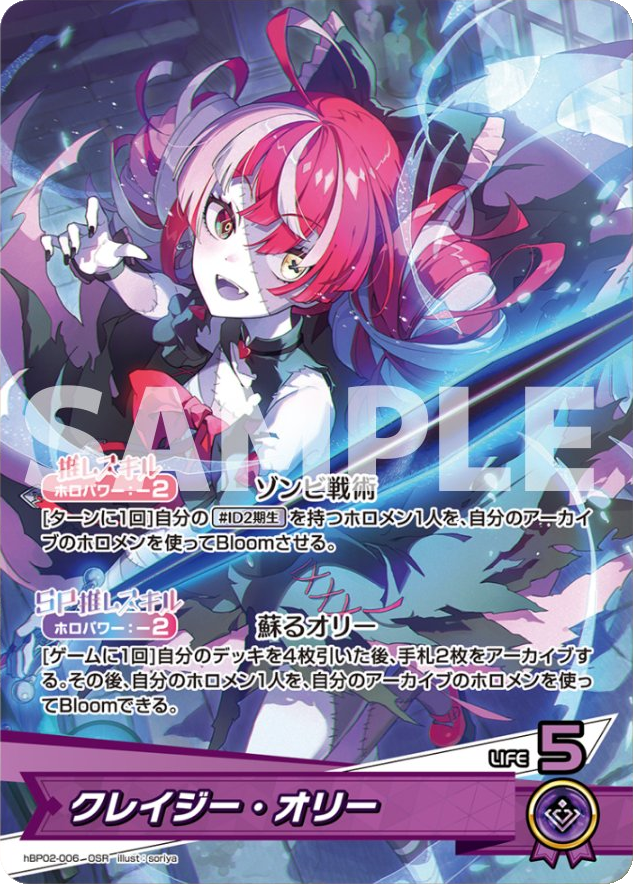 SAMPLE
推しスキル
ホロパワー：－2
ゾンビ戦術
[ターンに1回]自分の #ID2期生 を持つホロメン1人を、自分のアーカイ
ブのホロメンを使ってBloomさせる。
SP推しスキル
ホロパワー：－2
蘇るオリー
[ゲームに1回]自分のデッキを4枚引いた後、手札2枚をアーカイブす
る。その後、自分のホロメン1人を、自分のアーカイブのホロメンを使っ
てBloomできる。
LIFE 5
クレイジー・オリー
hBP02-006 OSR illust : soriya